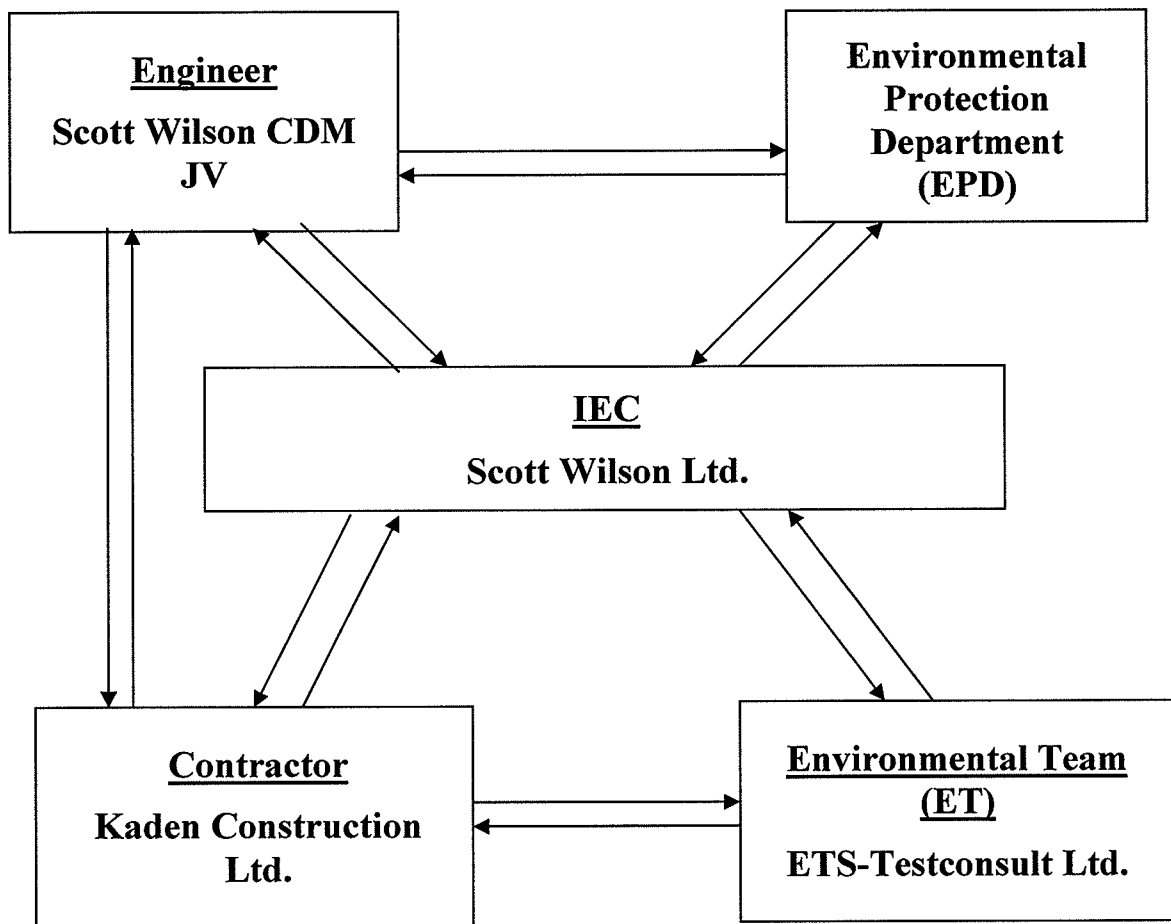 Engineer
Scott Wilson CDM
JV
Environmental
Protection
Department
(EPD)
IEC
Scott Wilson Ltd.
Contractor
Kaden Construction
Ltd.
Environmental Team
(ET)
ETS-Testconsult Ltd.